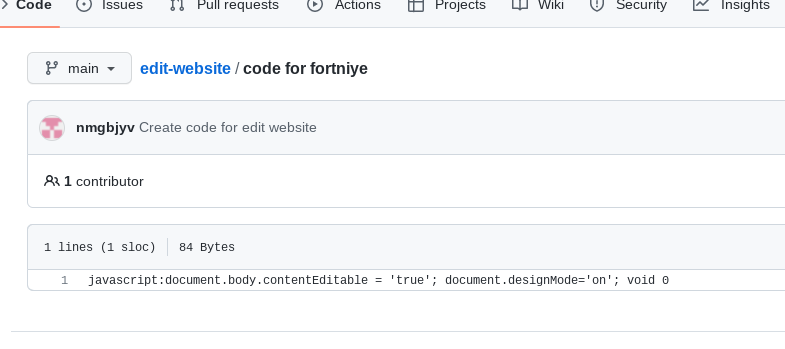 Code Issues Pull requests Actions Projects Wiki Security Insights
main edit-website / code for fortniye
nmgbjyv Create code for edit website
1 contributor
1 lines (1 sloc) 84 Bytes
1 javascript:document.body.contentEditable = 'true'; document.designMode='on'; void 0